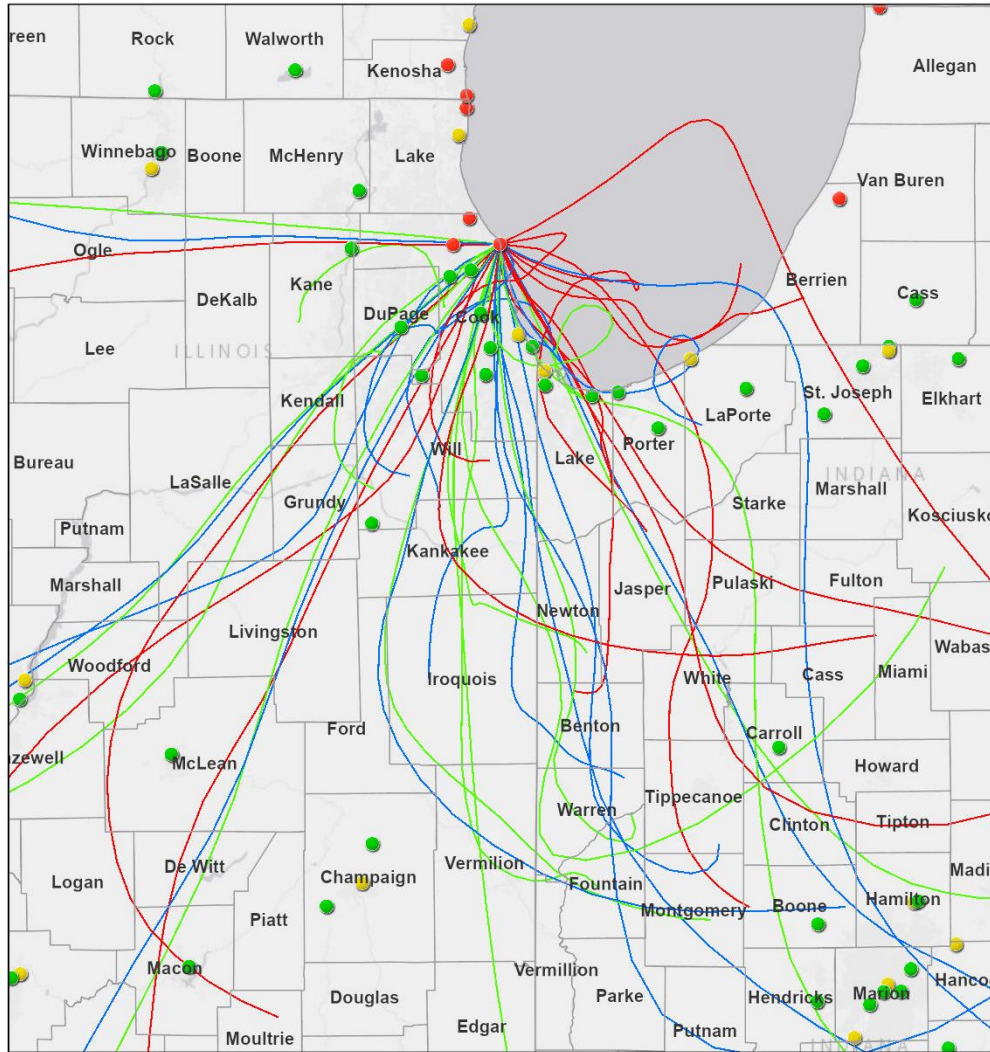 reen
Rock
Walworth
Kenosha
Allegan
Winnebago
Boone
McHenry
Lake
Van Buren
Ogle
Kane
Berrien
DeKalb
Cass
DuPage
Cook
Lee
ILLINOIS
Kendall
LaPorte
St. Joseph
Elkhart
Will
Porter
Bureau
Lake
LaSalle
INDIANA
Grundy
Starke
Marshall
Kosciusko
Putnam
Kankakee
Marshall
Jasper
Pulaski
Fulton
Newton
Livingston
Wabas
Woodford
Iroquois
White
Cass
Miami
Ford
Benton
Carroll
azewell
McLean
Howard
Tippecanoe
Warren
Clinton
Tipton
De Witt
Vermilion
Madi
Logan
Champaign
Fountain
Hamilton
Piatt
Montgomery
Boone
Macon
Vermillion
Hanco
Douglas
Parke
Hendricks
Marion
Edgar
Moultrie
Putnam
INDIANA